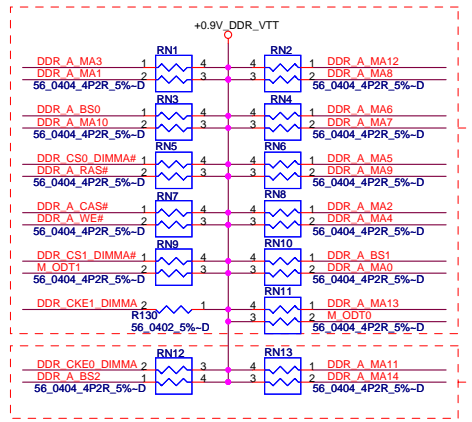 +0.9V_DDR_VTT
RN1 RN2
DDR_A_MA3 1 4 4 1 DDR_A_MA12
DDR_A_MA1 2 3 3 2 DDR_A_MA8
56_0404_4P2R_5%~D 56_0404_4P2R_5%~D
RN3 RN4
DDR_A_BS0 1 4 4 1 DDR_A_MA6
DDR_A_MA10 2 3 3 2 DDR_A_MA7
56_0404_4P2R_5%~D 56_0404_4P2R_5%~D
RN5 RN6
DDR_CS0_DIMMA# 1 4 4 1 DDR_A_MA5
DDR_A_RAS# 2 3 3 2 DDR_A_MA9
56_0404_4P2R_5%~D 56_0404_4P2R_5%~D
RN7 RN8
DDR_A_CAS# 1 4 4 1 DDR_A_MA2
DDR_A_WE# 2 3 3 2 DDR_A_MA4
56_0404_4P2R_5%~D 56_0404_4P2R_5%~D
RN9 RN10
DDR_CS1_DIMMA# 1 4 4 1 DDR_A_BS1
M_ODT1 2 3 3 2 DDR_A_MA0
56_0404_4P2R_5%~D 56_0404_4P2R_5%~D
RN11
DDR_CKE1_DIMMA 2 1 4 1 DDR_A_MA13
R130 3 2 M_ODT0
56_0402_5%~D 56_0404_4P2R_5%~D
RN12 RN13
DDR_CKE0_DIMMA 2 3 4 1 DDR_A_MA11
DDR_A_BS2 1 4 3 2 DDR_A_MA14
56_0404_4P2R_5%~D 56_0404_4P2R_5%~D